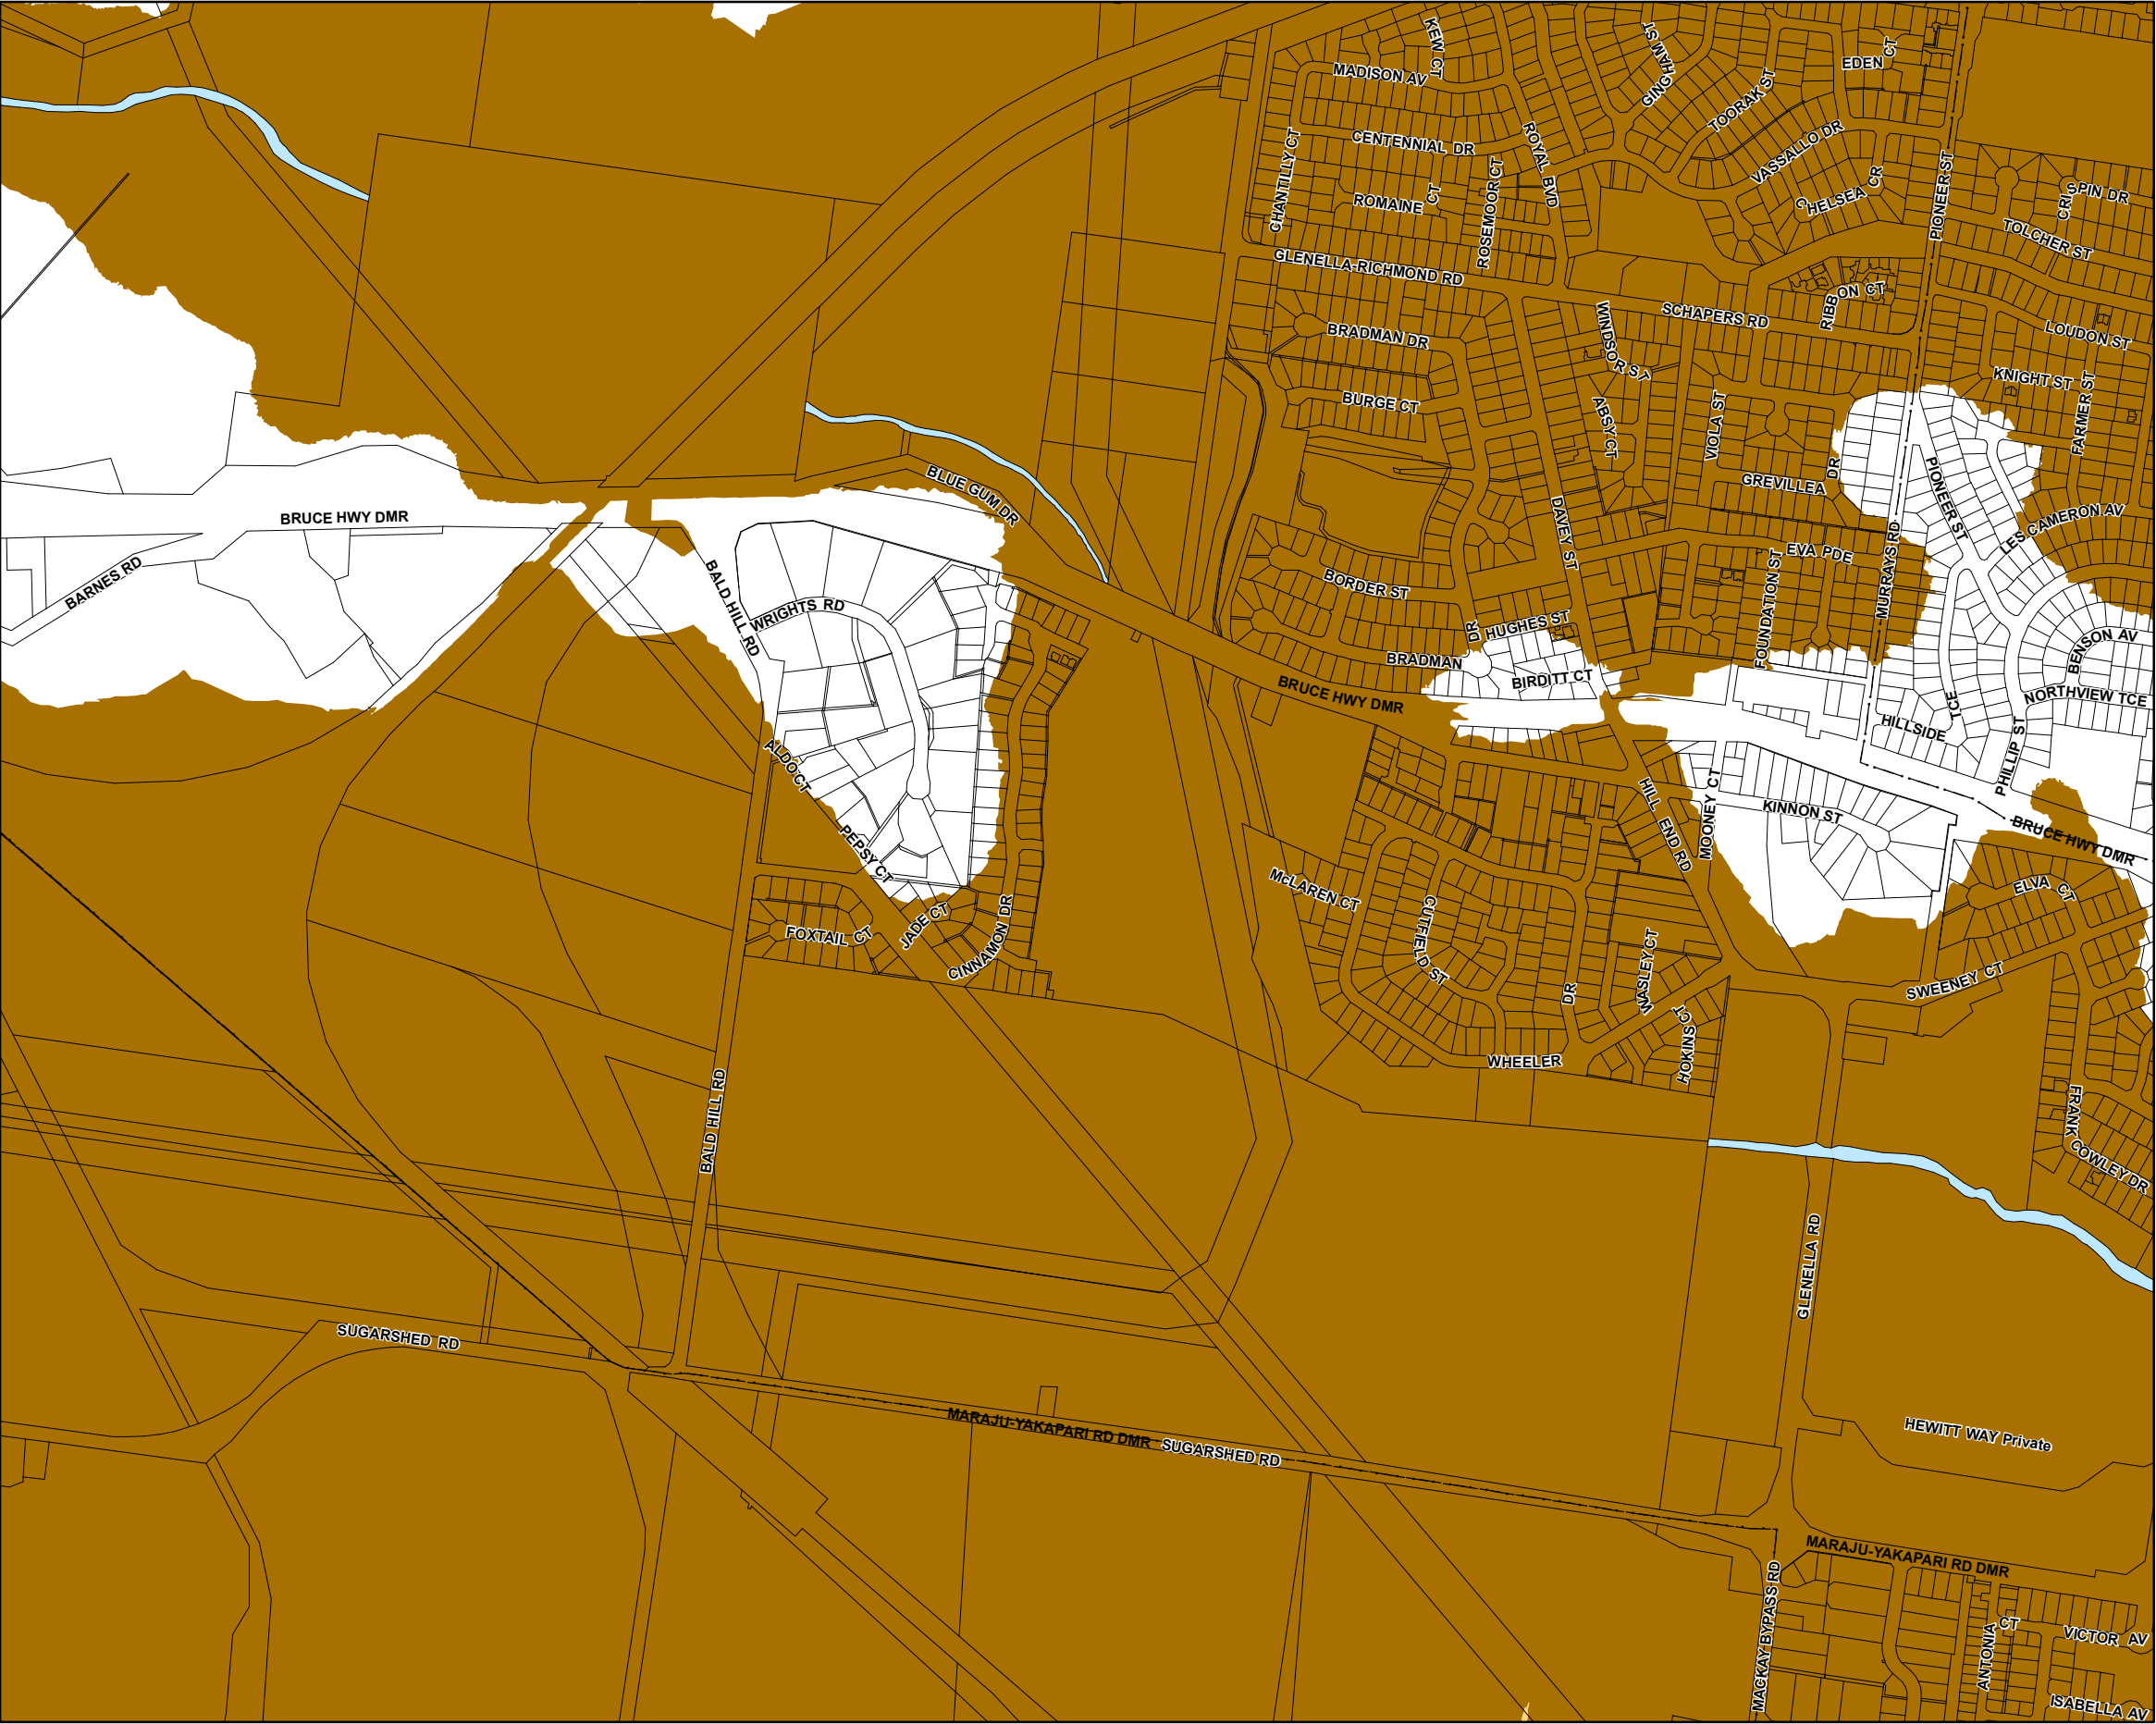 KEW CT
GINGHAM ST
EDEN CT
MADISON AV
TOORAK ST
CENTENNIAL DR
ROYAL BVD
VASSALLO DR
CHANTILLY CT
ROMAINE CT
ROSEMOOR CT
CHELSEA CR
PIONEER ST
CRISPIN DR
TOLCHER ST
GLENELLA-RICHMOND RD
RIBBON CT
SCHAPERS RD
WINDSOR ST
LOUDON ST
BRADMAN DR
KNIGHT ST
BURGE CT
ABSY CT
VIOLA ST
FARMER ST
GREVILLEA DR
PIONEER ST
BLUE GUM DR
BRUCE HWY DMR
DAVEY ST
LES CAMERON AV
MURRAYS RD
EVA PDE
BARNES RD
BALD HILL RD
BORDER ST
FOUNDATION ST
WRIGHTS RD
HUGHES ST
BRADMAN DR
BENSON AV
BIRDITT CT
BRUCE HWY DMR
NORTHVIEW TCE
HILLSIDE TCE
PHILLIP ST
ALDO CT
HILL END RD
MOONEY CT
KINNON ST
BRUCE HWY DMR
PEPSY CT
McLAREN CT
ELVA CT
JADE CT
FOXTAIL CT
CINNAMON DR
CUTFIELD ST
WASLEY CT
SWEENEY CT
HOKINS CT
WHEELER DR
BALD HILL RD
FRANK COWLEY DR
GLENELLA RD
SUGARSHED RD
MARAJU-YAKAPARI RD DMR
SUGARSHED RD
HEWITT WAY Private
MARAJU-YAKAPARI RD DMR
MACKAY-BYPASS-RD
ANTONIA CT
VICTOR AV
ISABELLA AV